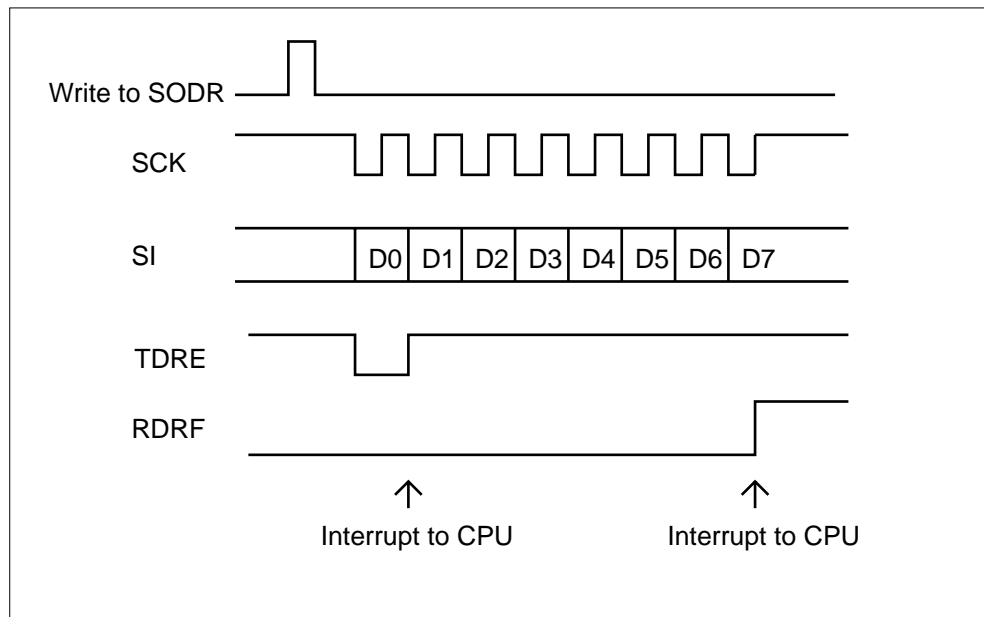 Write to SODR
SCK
SI
D0 D1 D2 D3 D4 D5 D6 D7
TDRE
RDRF
Interrupt to CPU Interrupt to CPU